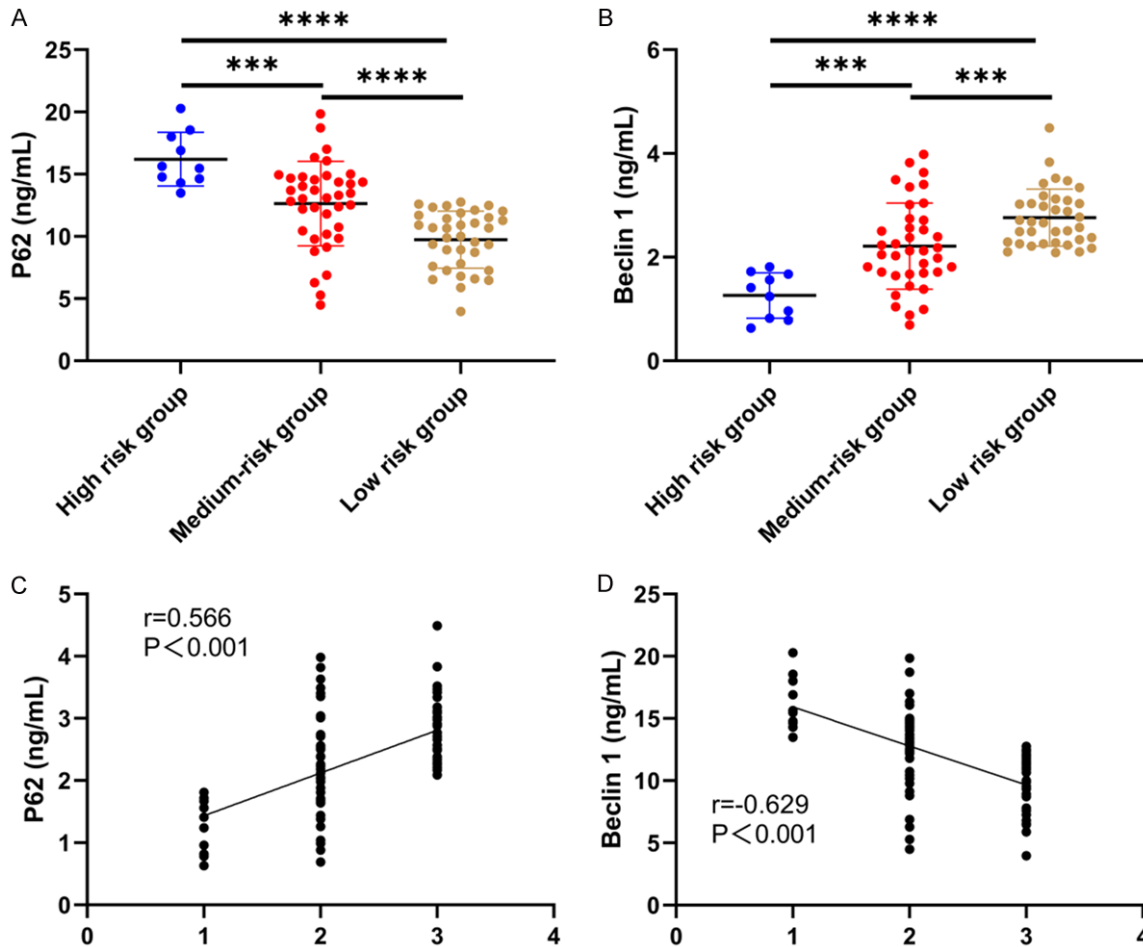 A
P62 (ng/mL)
25
20
15
10
5
0
****
***
****
High risk group
Medium-risk group
Low risk group
B
Beclin 1 (ng/mL)
6
4
2
0
****
***
***
High risk group
Medium-risk group
Low risk group
C
P62 (ng/mL)
5
4
3
2
1
0
r=0.566
P＜0.001
0 1 2 3 4
D
Beclin 1 (ng/mL)
25
20
15
10
5
0
r=-0.629
P＜0.001
0 1 2 3 4